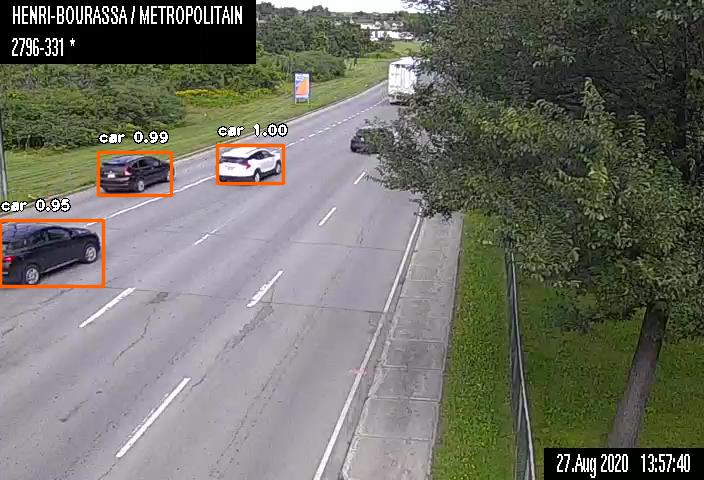 HENRI-BOURASSA / METROPOLITAIN
2796-331 *
car 0.99
car 1.00
car 0.95
27.Aug 2020 13:57:40